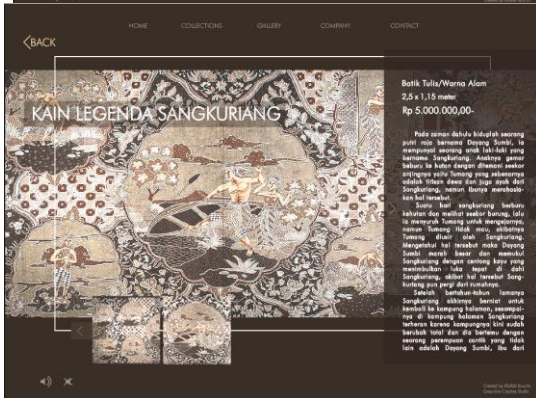 HOME COLLECTIONS GALLERY COMPANY CONTACT
BACK
KAIN LEGENDA SANGKURIANG
Batik Tulis/Warna Alam
2,5 x 1,15 meter
Rp 5.000.000,00-
Pada zaman dahulu hiduplah seorang
putri raja bernama Dayang Sumbi, ia
mempunyai seorang anak laki-laki yang
bernama Sangkuriang. Anaknya gemar
beburu ke hutan dengan ditemani seekor
anjingnya yaitu Tumang yang sebenarnya
adalah titisan dewa dan juga ayah dari
Sangkuriang, namun ibunya merahasia-
kan hal tersebut.
Suatu hari sangkuriang berburu
kehutan dan melihat seekor burung, lalu
ia menyuruh Tumang untuk mengejarnya,
namun Tumang tidak mau, akibatnya
Tumang diusir oleh Sangkuriang.
Mengetahui hal tersebut maka Dayang
Sumbi marah besar dan memukul
Sangkuriang dengan centong kayu yang
menimbulkan luka tepat di dahi
Sangkuriang, akibat hal tersebut Sang-
kuriang pun pergi dari rumahnya.
Setelah bertahun-tahun lamanya
Sangkuriang akhirnya berniat untuk
kembali ke kampung halaman, sesampai-
nya di kampung halaman Sangkuriang
terheran karena kampungnya kini sudah
berubah total dan dia bertemu dengan
seorang perempuan cantik yang tidak
lain adalah Dayang Sumbi, ibu dari